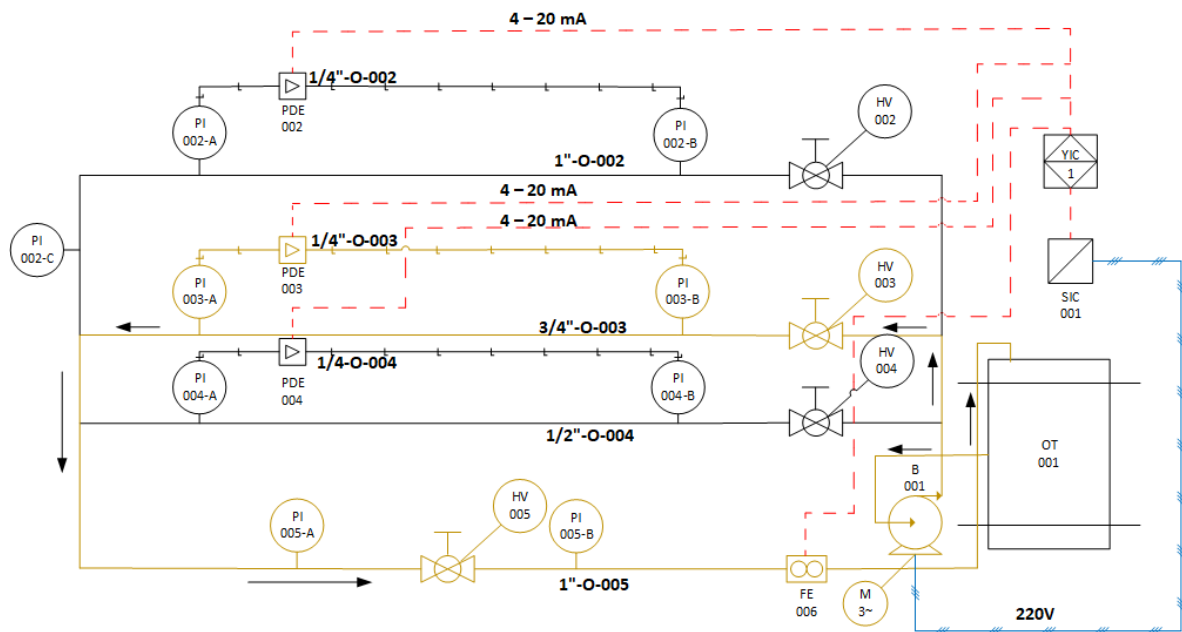 4 – 20 mA
1/4"-O-002
PDE
002
PI
002-A
PI
002-B
HV
002
1"-O-002
YIC
1
4 – 20 mA
4 – 20 mA
PI
002-C
1/4"-O-003
PDE
003
PI
003-A
PI
003-B
HV
003
SIC
001
3/4"-O-003
1/4-O-004
PDE
004
PI
004-A
PI
004-B
HV
004
1/2"-O-004
OT
001
B
001
PI
005-A
HV
005
PI
005-B
1"-O-005
FE
006
M
3~
220V